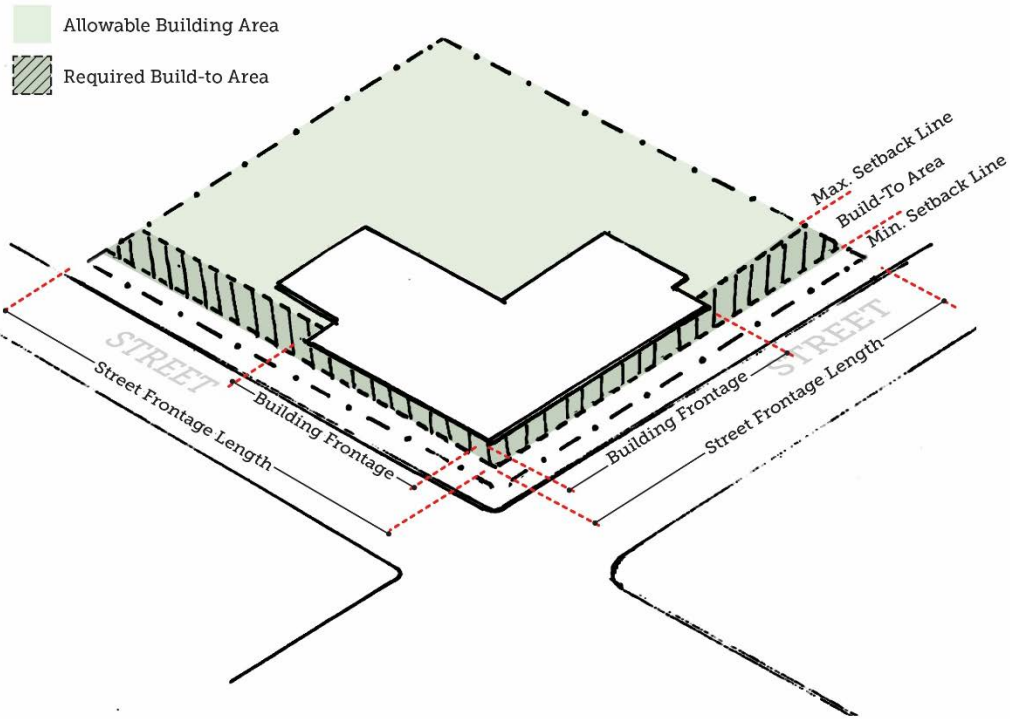 Allowable Building Area
Required Build-to Area
Max. Setback Line
Build-To Area
Min. Setback Line
STREET
Street Frontage Length
Building Frontage
STREET
Building Frontage
Street Frontage Length